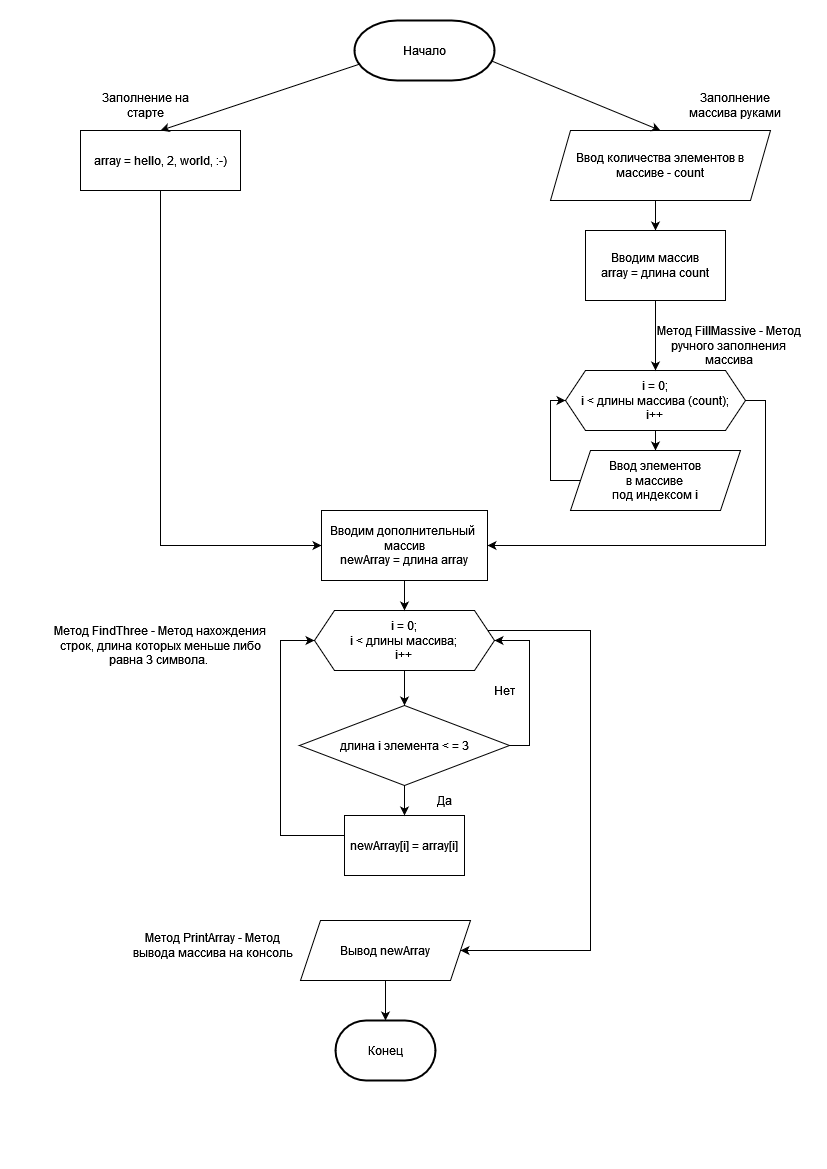 Начало
Заполнение на
старте
Заполнение
массива руками
array = hello, 2, world, :-)
Ввод количества элементов в
массиве - count
Вводим массив
array = длина count
Метод FillMassive - Метод
ручного заполнения
массива
i = 0;
i < длины массива (count);
i++
Ввод элементов
в массиве
под индексом i
Вводим дополнительный
массив
newArray = длина array
Метод FindThree - Метод нахождения
строк, длина которых меньше либо
равна 3 символа.
i = 0;
i < длины массива;
i++
Нет
длина i элемента < = 3
Да
newArray[i] = array[i]
Метод PrintArray - Метод
вывода массива на консоль
Вывод newArray
Конец